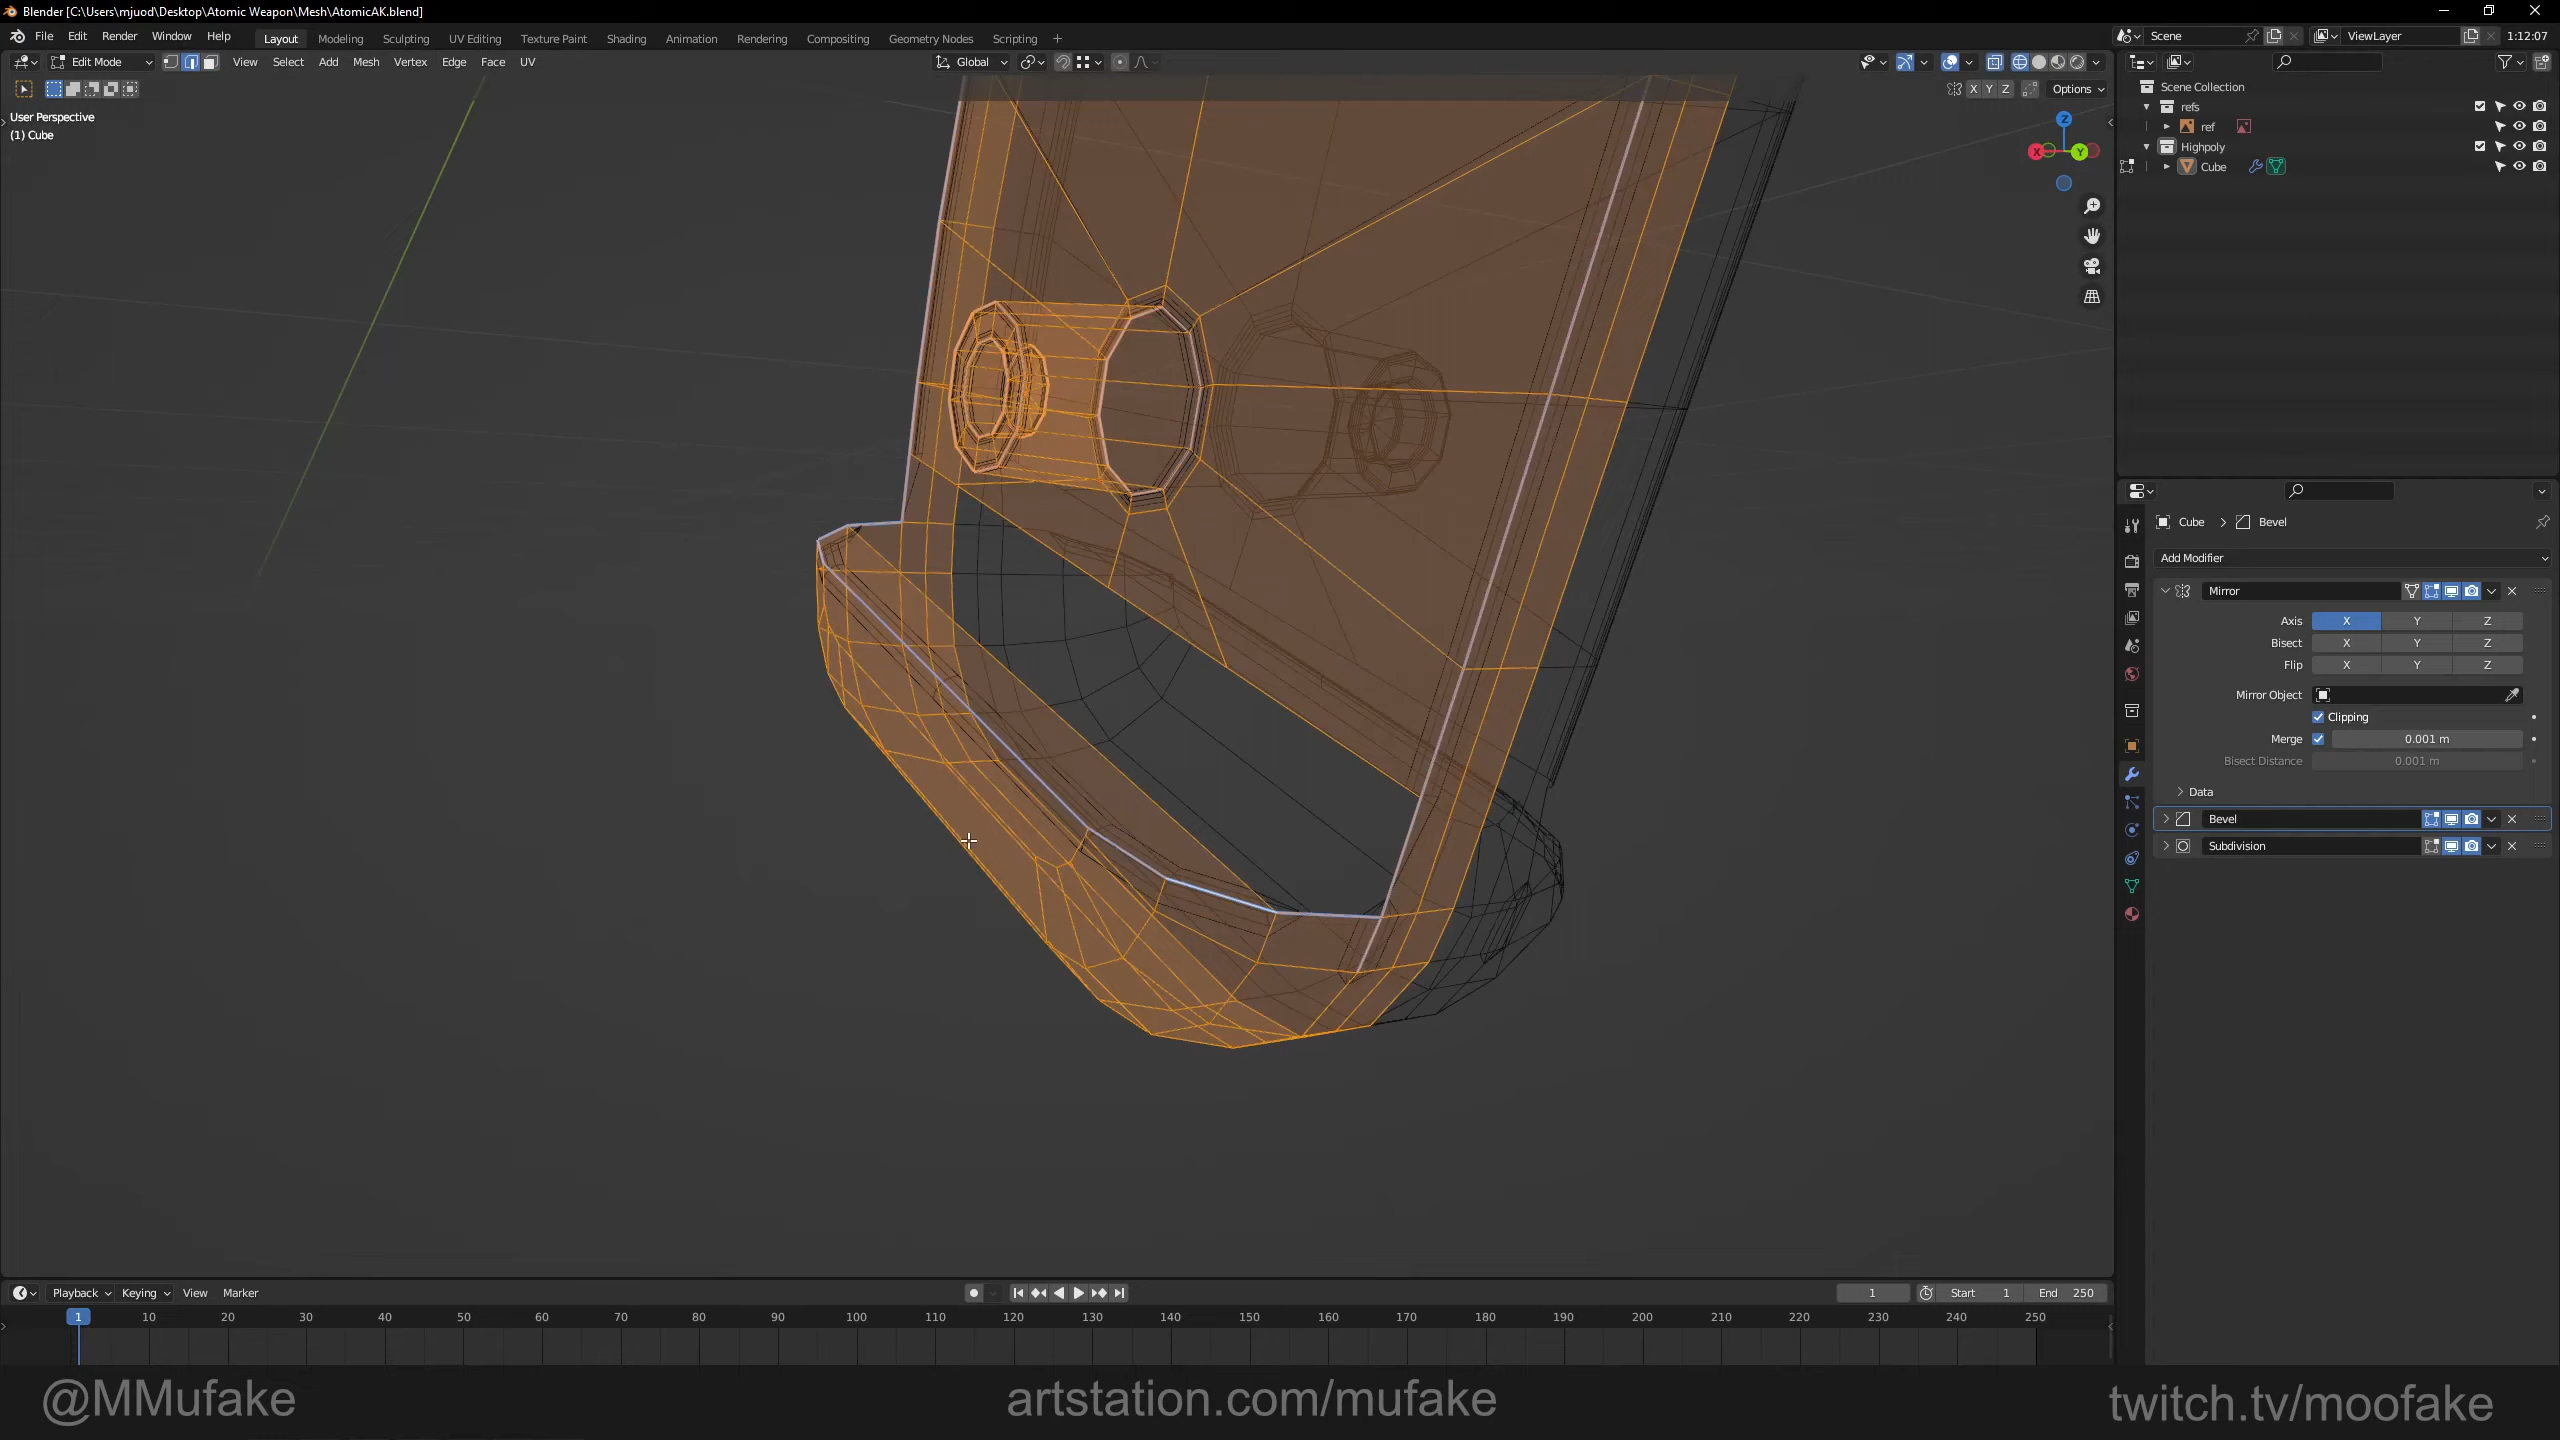 Blender [C:\Users\mjuod\Desktop\Atomic Weapon\Mesh\AtomicAK.blend]
File Edit Render Window Help Layout Modeling Sculpting UV Editing Texture Paint Shading Animation Rendering Compositing Geometry Nodes Scripting + Scene ViewLayer 1:12:07
Edit Mode View Select Add Mesh Vertex Edge Face UV Global
X Y Z Options
User Perspective
(1) Cube
Z
X Y
Scene Collection
refs
ref
Highpoly
Cube
Cube > Bevel
Add Modifier
Mirror
Axis X Y Z
Bisect X Y Z
Flip X Y Z
Mirror Object
Clipping
Merge 0.001 m
Bisect Distance 0.001 m
Data
Bevel
Subdivision
Playback Keying View Marker 1 Start 1 End 250
1 10 20 30 40 50 60 70 80 90 100 110 120 130 140 150 160 170 180 190 200 210 220 230 240 250
@MMufake artstation.com/mufake twitch.tv/moofake